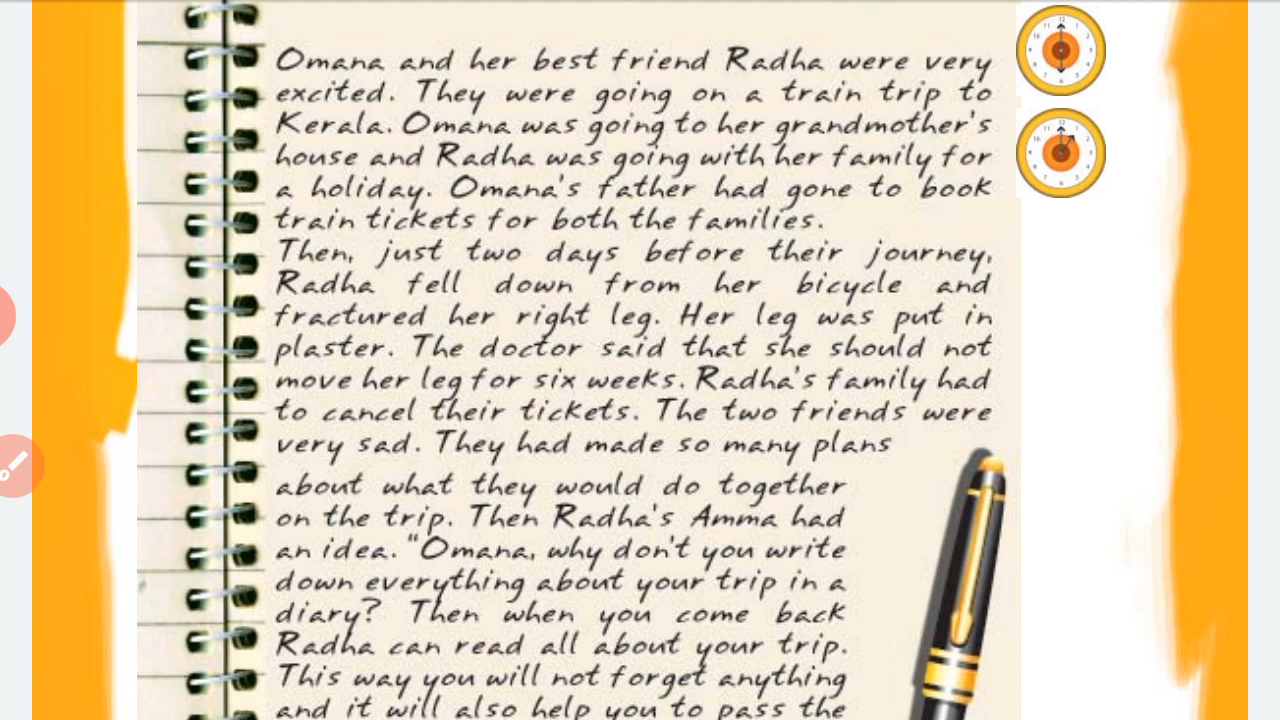 Omana and her best friend Radha were very
excited. They were going on a train trip to
Kerala. Omana was going to her grandmother's
house and Radha was going with her family for
a holiday. Omana's father had gone to book
train tickets for both the families.
Then, just two days before their journey,
Radha fell down from her bicycle and
fractured her right leg. Her leg was put in
plaster. The doctor said that she should not
move her leg for six weeks. Radha's family had
to cancel their tickets. The two friends were
very sad. They had made so many plans
about what they would do together
on the trip. Then Radha's Amma had
an idea. "Omana, why don't you write
down everything about your trip in a
diary? Then when you come back
Radha can read all about your trip.
This way you will not forget anything
and it will also help you to pass the